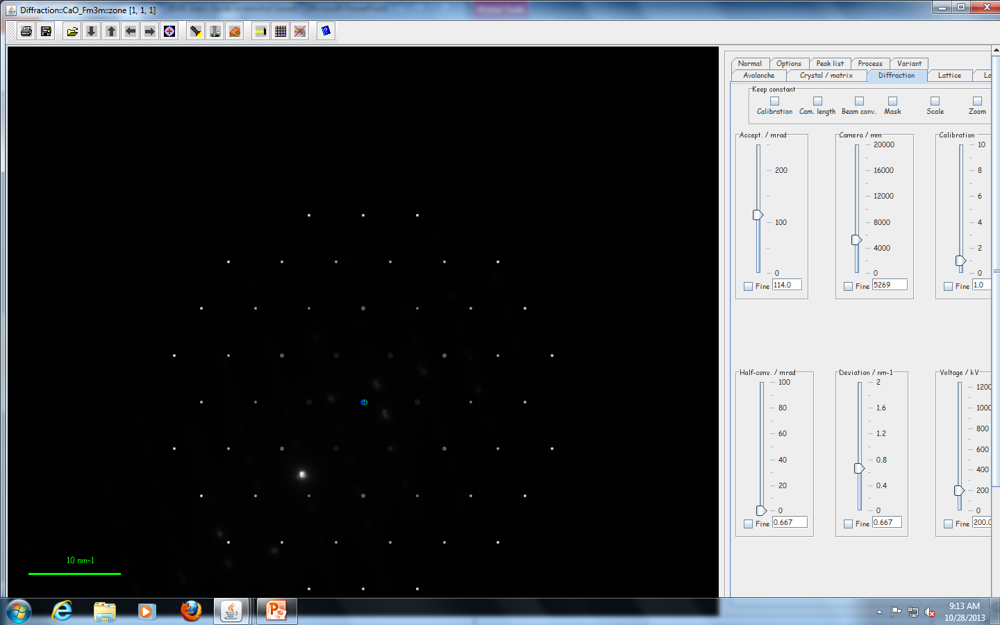 Diffraction::CaO_Fm3m::zone [1, 1, 1]
Normal Options Peak list Process Variant
Avalanche Crystal / matrix Diffraction Lattice La
Keep constant
Calibration Cam. length Beam conv. Mask Scale Zoom
Accept. / mrad Camera / mm Calibration
20000 10
200 16000 8
12000 6
100 8000 4
4000 2
0 0 0
Fine 114.0 Fine 5269 Fine 1.0
Half-conv. / mrad Deviation / nm-1 Voltage / kV
100 2 1200
80 1.6 1000
800
60 1.2 600
40 0.8 400
20 0.4 200
0 0 0
Fine 0.667 Fine 0.667 Fine 200.0
10 nm-1
9:13 AM
10/28/2013